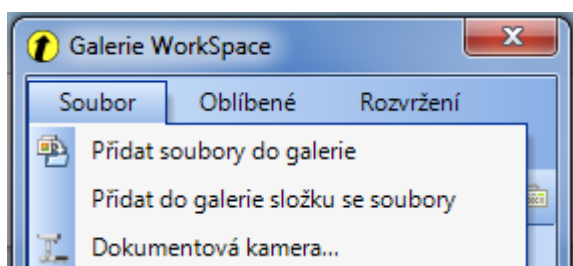 Galerie WorkSpace
Soubor Oblíbené Rozvržení
Přidat soubory do galerie
Přidat do galerie složku se soubory
Dokumentová kamera...